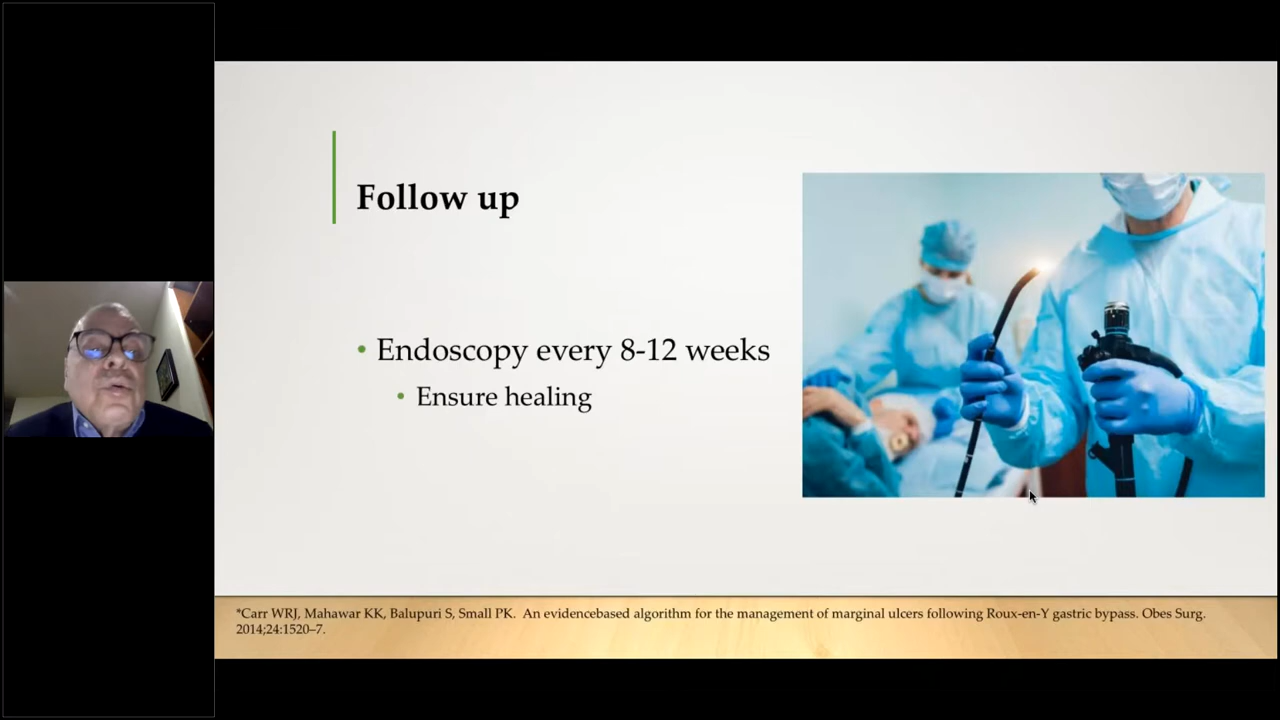 Follow up
• Endoscopy every 8-12 weeks
• Ensure healing
*Carr WRJ, Mahawar KK, Balupuri S, Small PK. An evidencebased algorithm for the management of marginal ulcers following Roux-en-Y gastric bypass. Obes Surg.
2014;24:1520–7.